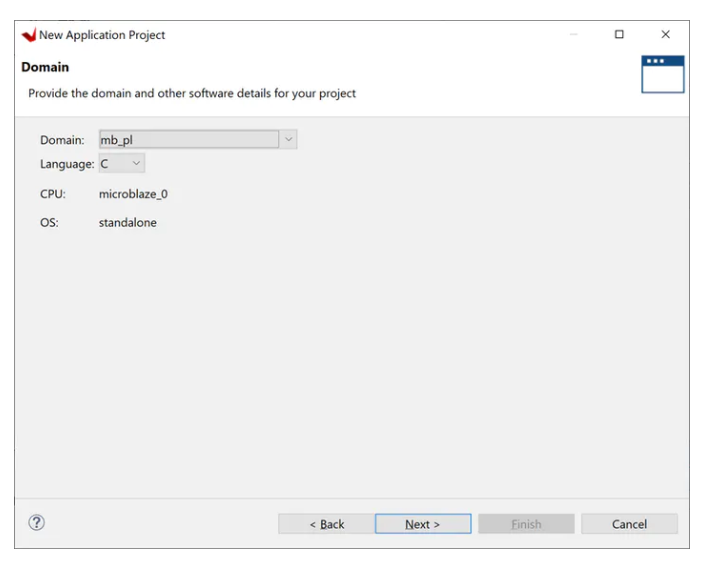 New Application Project
Domain
Provide the domain and other software details for your project
Domain: mb_pl
Language: C
CPU: microblaze_0
OS: standalone
? < Back Next > Finish Cancel